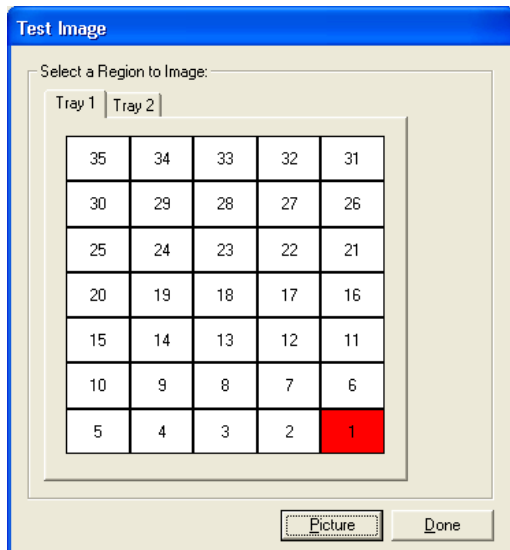 Test Image
Select a Region to Image:
Tray 1 Tray 2
35 34 33 32 31
30 29 28 27 26
25 24 23 22 21
20 19 18 17 16
15 14 13 12 11
10 9 8 7 6
5 4 3 2 1
Picture Done